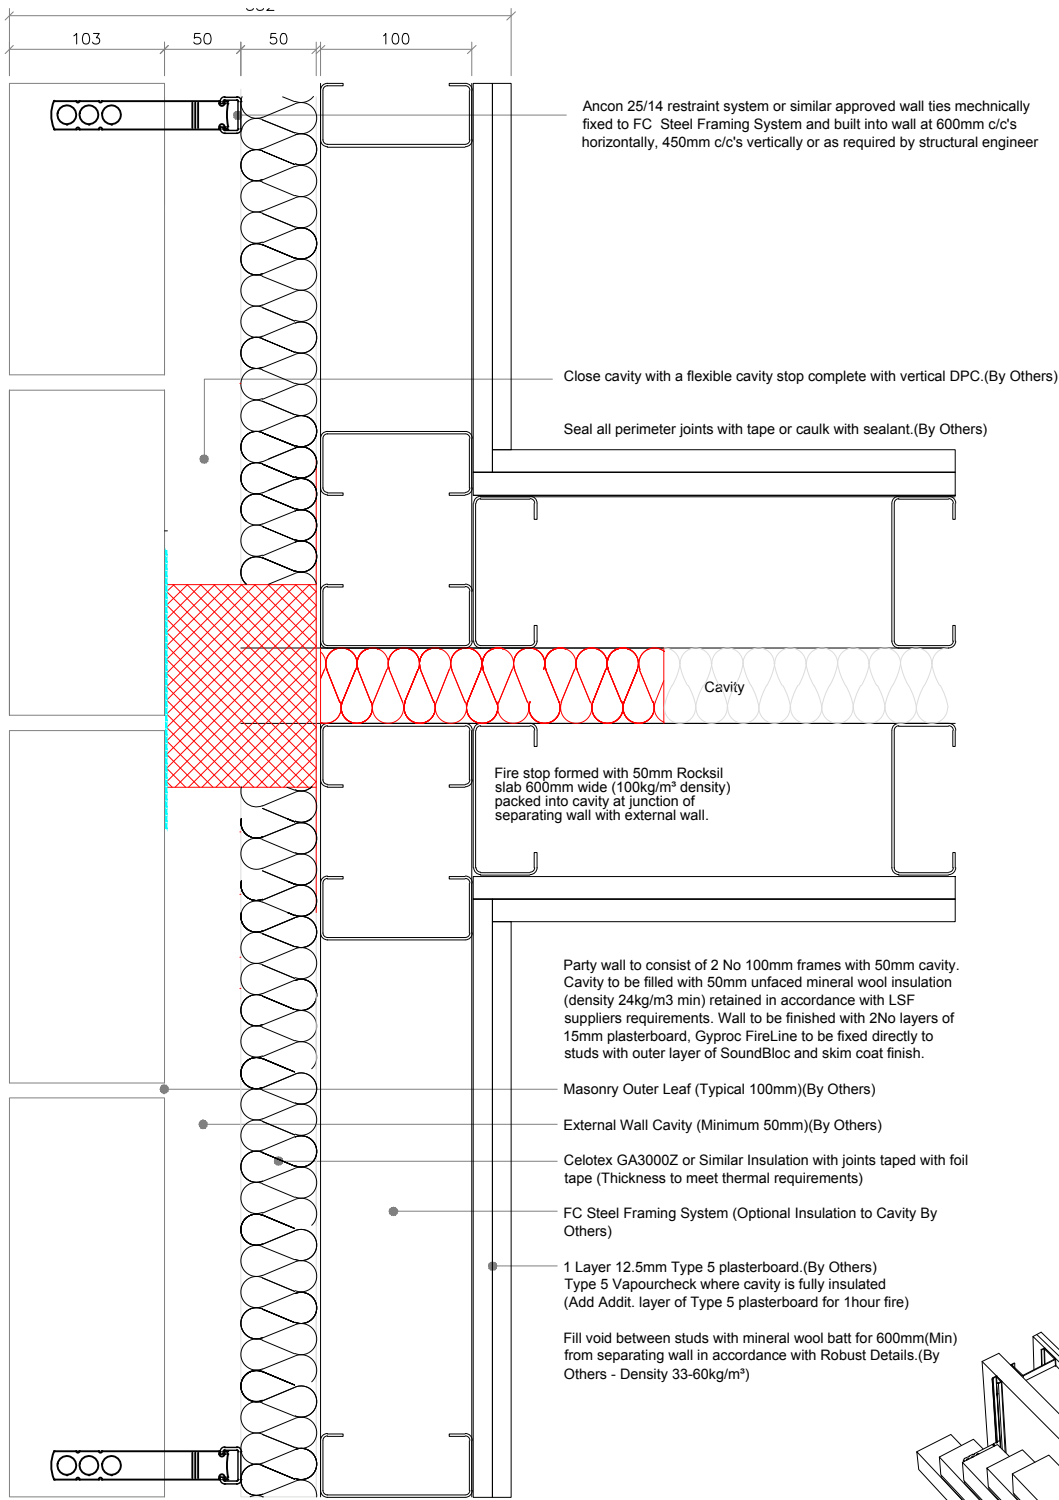 103 50 50 100
Ancon 25/14 restraint system or similar approved wall ties mechnically
fixed to FC Steel Framing System and built into wall at 600mm c/c's
horizontally, 450mm c/c's vertically or as required by structural engineer
Close cavity with a flexible cavity stop complete with vertical DPC.(By Others)
Seal all perimeter joints with tape or caulk with sealant.(By Others)
Cavity
Fire stop formed with 50mm Rocksil
slab 600mm wide (100kg/m³ density)
packed into cavity at junction of
separating wall with external wall.
Party wall to consist of 2 No 100mm frames with 50mm cavity.
Cavity to be filled with 50mm unfaced mineral wool insulation
(density 24kg/m3 min) retained in accordance with LSF
suppliers requirements. Wall to be finished with 2No layers of
15mm plasterboard, Gyproc FireLine to be fixed directly to
studs with outer layer of SoundBloc and skim coat finish.
Masonry Outer Leaf (Typical 100mm)(By Others)
External Wall Cavity (Minimum 50mm)(By Others)
Celotex GA3000Z or Similar Insulation with joints taped with foil
tape (Thickness to meet thermal requirements)
FC Steel Framing System (Optional Insulation to Cavity By
Others)
1 Layer 12.5mm Type 5 plasterboard.(By Others)
Type 5 Vapourcheck where cavity is fully insulated
(Add Addit. layer of Type 5 plasterboard for 1hour fire)
Fill void between studs with mineral wool batt for 600mm(Min)
from separating wall in accordance with Robust Details.(By
Others - Density 33-60kg/m³)